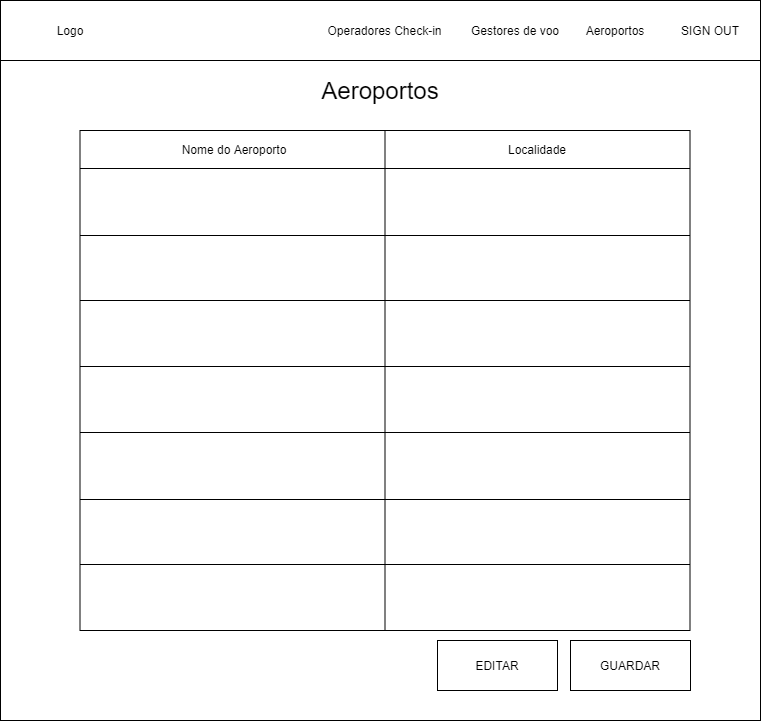 Logo Operadores Check-in Gestores de voo Aeroportos SIGN OUT
Aeroportos
Nome do Aeroporto Localidade
EDITAR GUARDAR